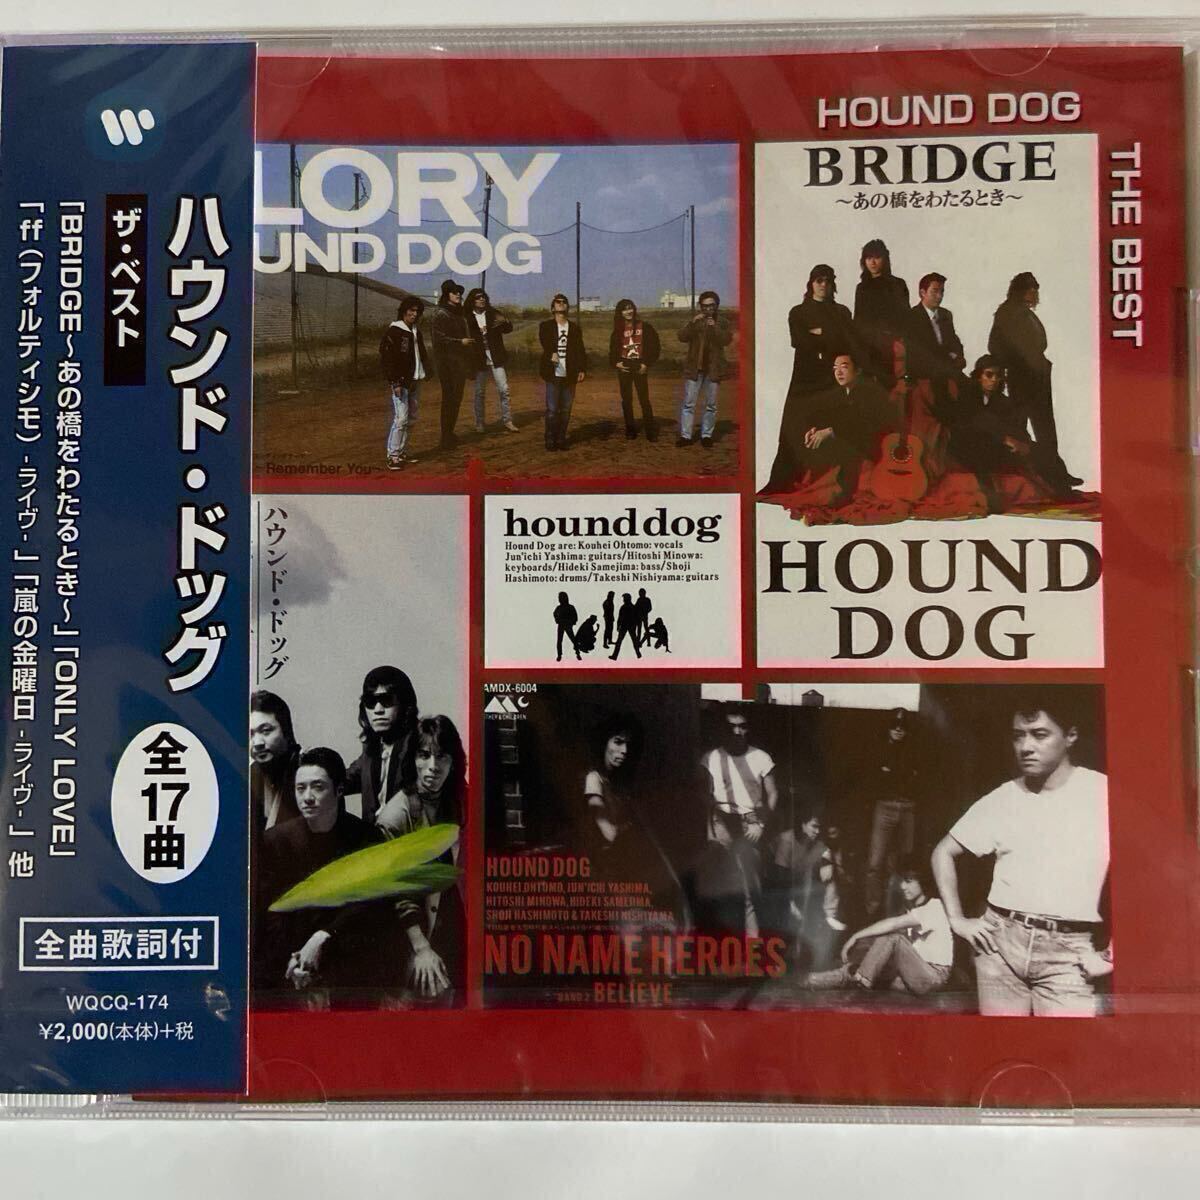 ハウンド・ドッグ
ザ・ベスト
「BRIDGE～あの橋をわたるとき～」「ONLY LOVE」
「ff（フォルティシモ）-ライヴ-」「嵐の金曜日 -ライヴ-」他
全17曲
全曲歌詞付
WQCQ-174
¥2,000(本体)+税
HOUND DOG
THE BEST
LORY
UND DOG
~Remember You~
BRIDGE
～あの橋をわたるとき～
HOUND
DOG
ハウンド・ドッグ
hound dog
Hound Dog are: Kouhei Ohtomo: vocals
Jun'ichi Yashima: guitars/Hitoshi Minowa:
keyboards/Hideki Samejima: bass/Shoji
Hashimoto: drums/Takeshi Nishiyama: guitars
AMDX-6004
HOUND DOG
KOUHEI OHTOMO, JUN'ICHI YASHIMA,
HITOSHI MINOWA, HIDEKI SAMEJIMA,
SHOJI HASHIMOTO & TAKESHI NISHIYAMA
NO NAME HEROES
BELIEVE